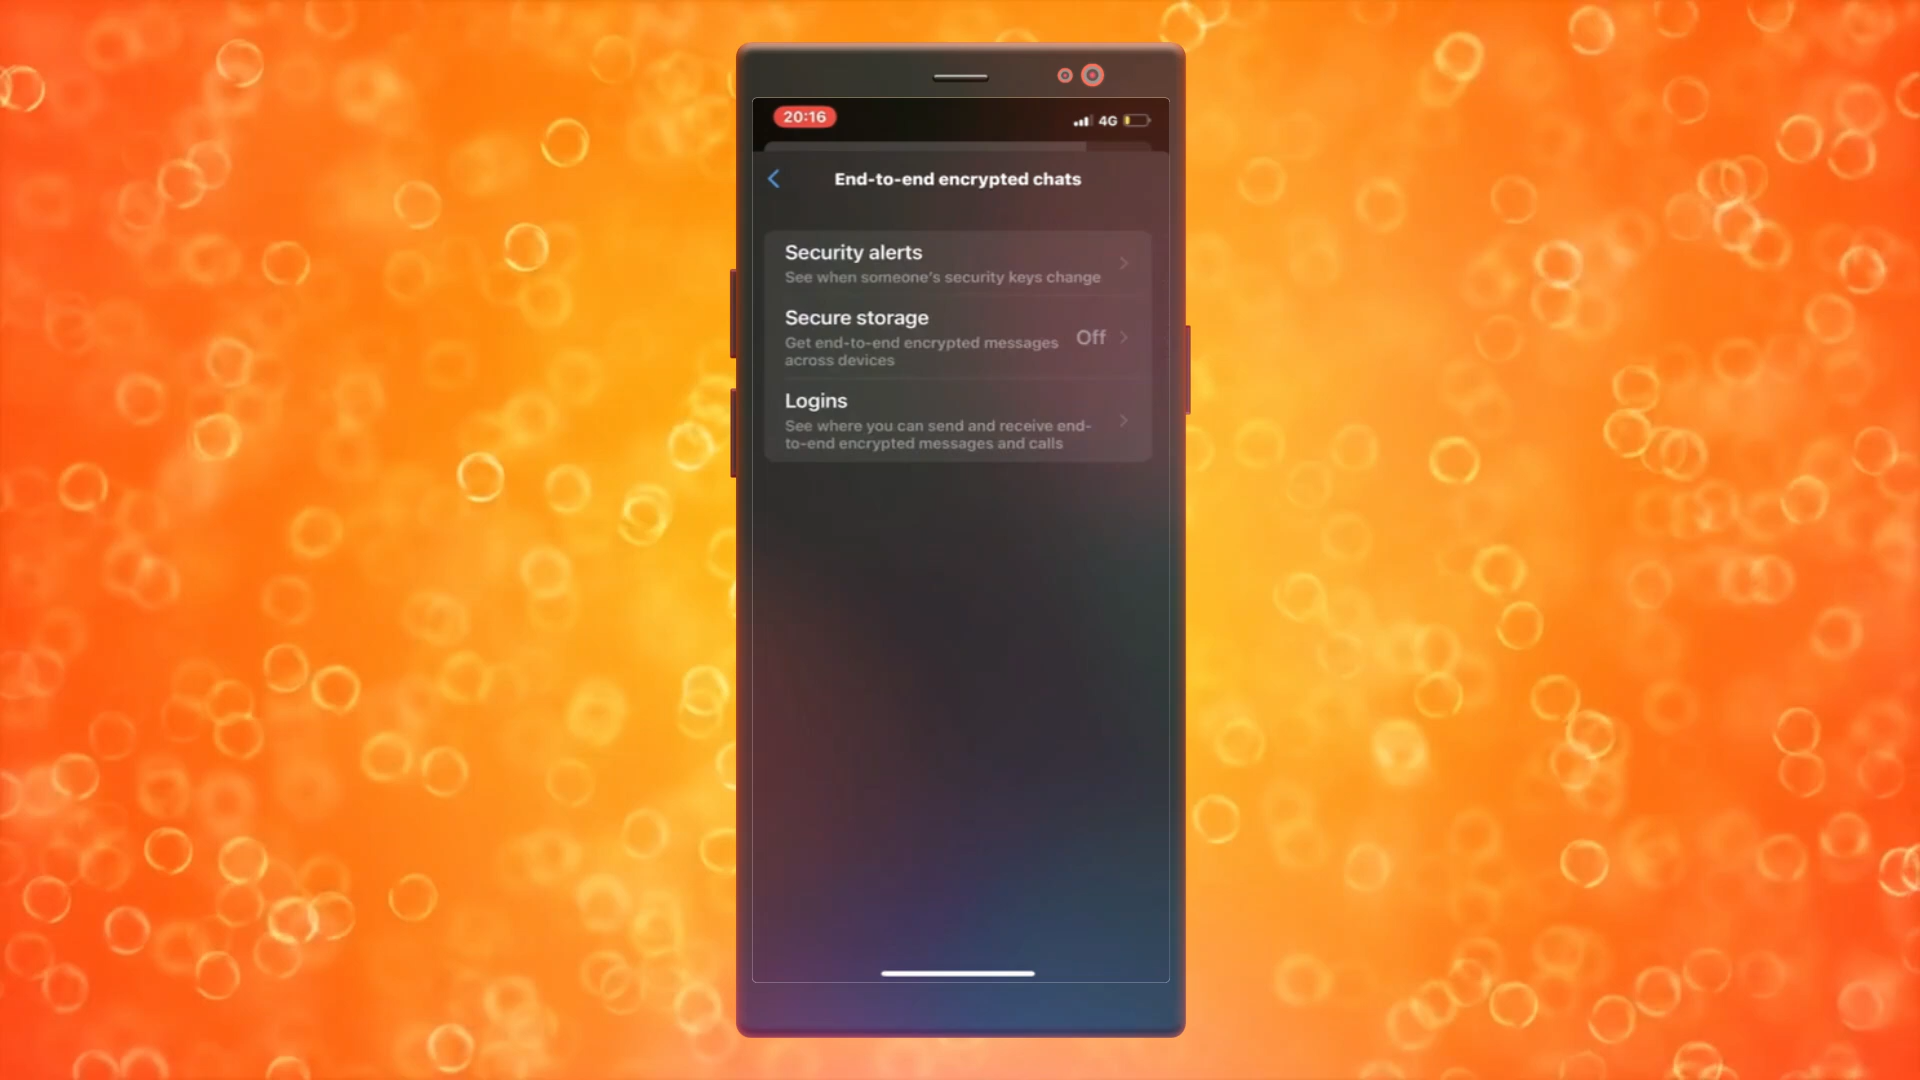 20:16
4G
End-to-end encrypted chats
Security alerts
See when someone's security keys change
Secure storage
Get end-to-end encrypted messages
across devices
Off
Logins
See where you can send and receive end-
to-end encrypted messages and calls